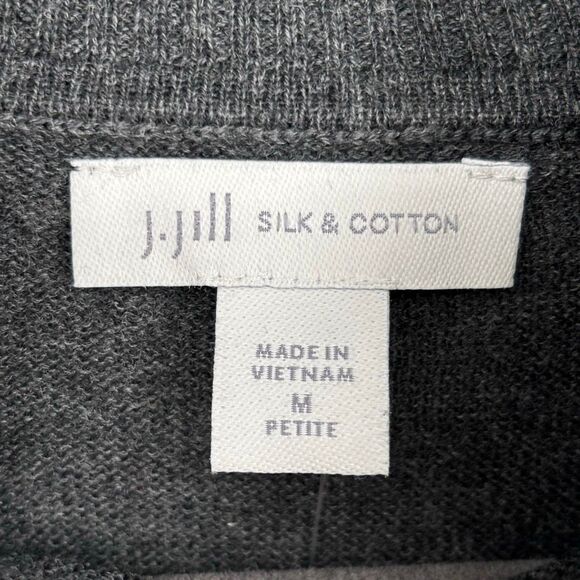 J.Jill SILK & COTTON
MADE IN
VIETNAM
M
PETITE